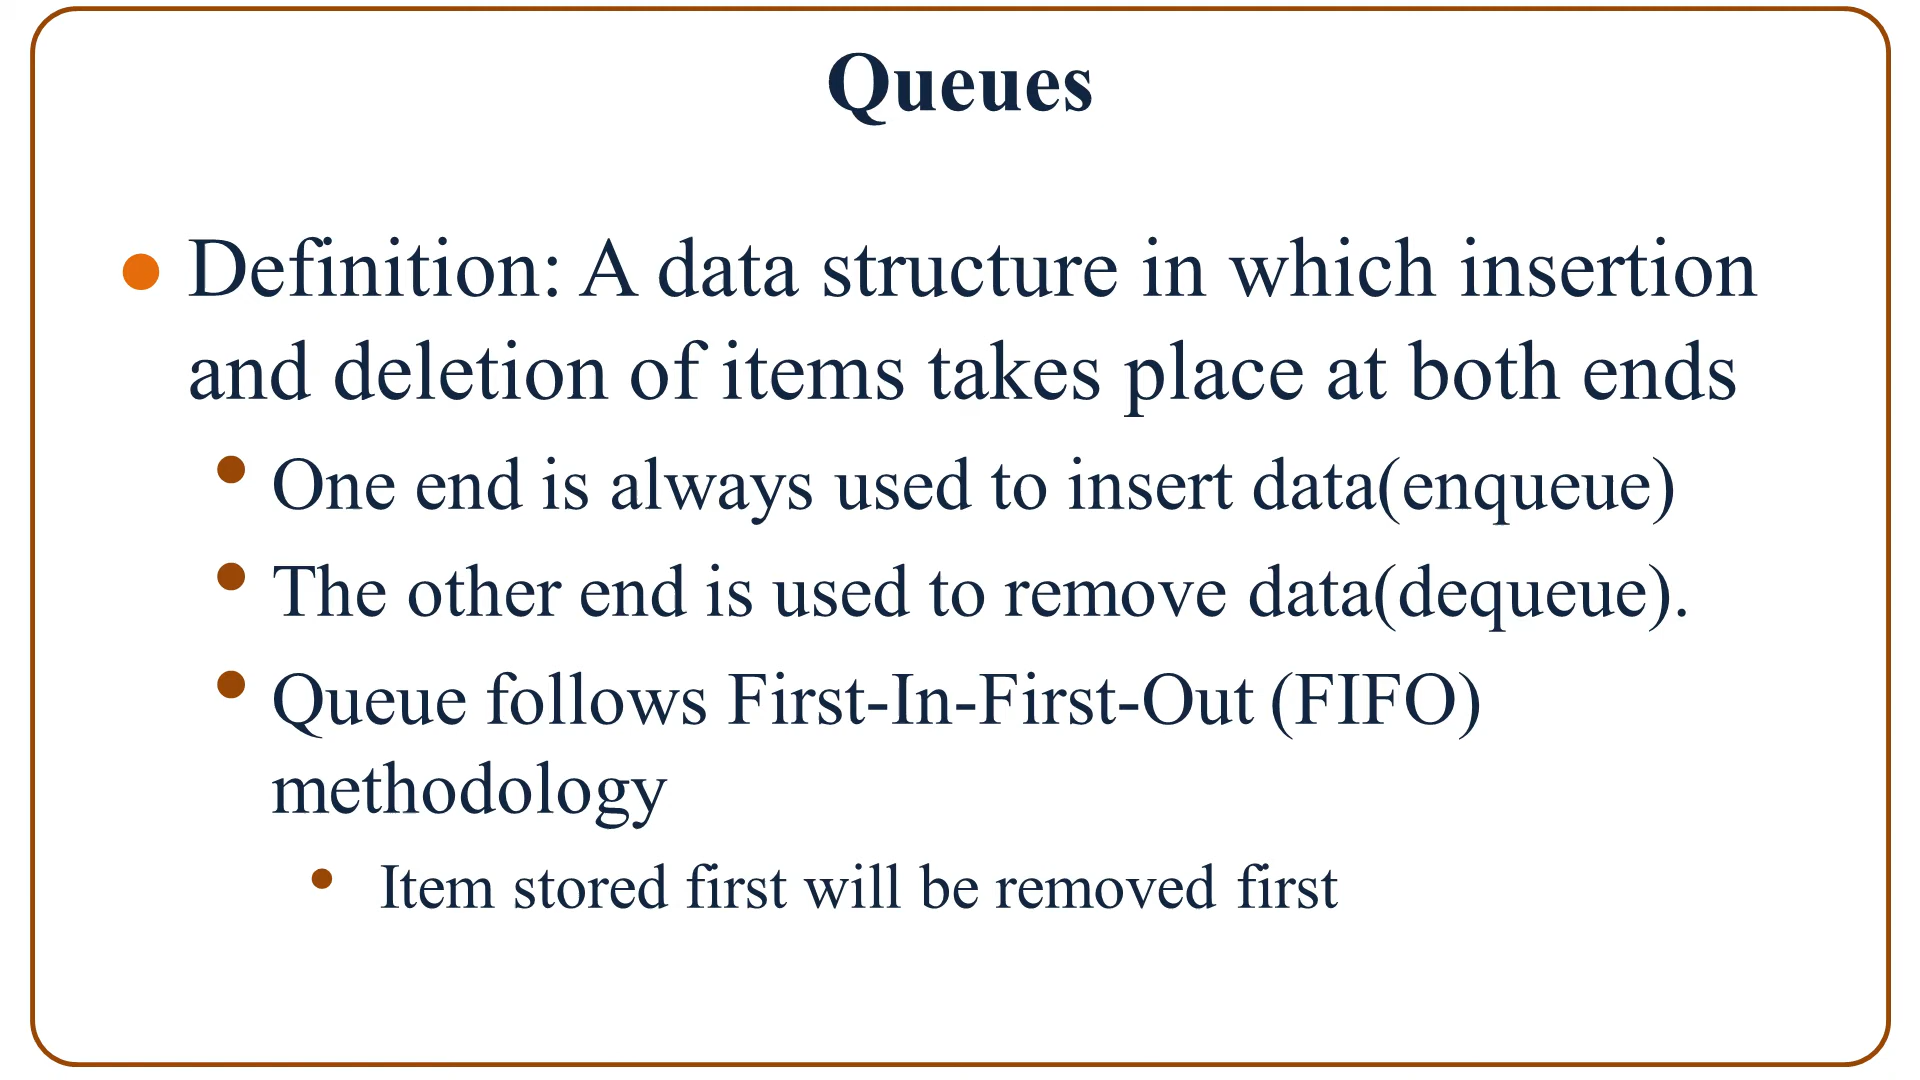 Queues
Definition: A data structure in which insertion
and deletion of items takes place at both ends
One end is always used to insert data(enqueue)
The other end is used to remove data(dequeue).
Queue follows First-In-First-Out (FIFO)
methodology
Item stored first will be removed first